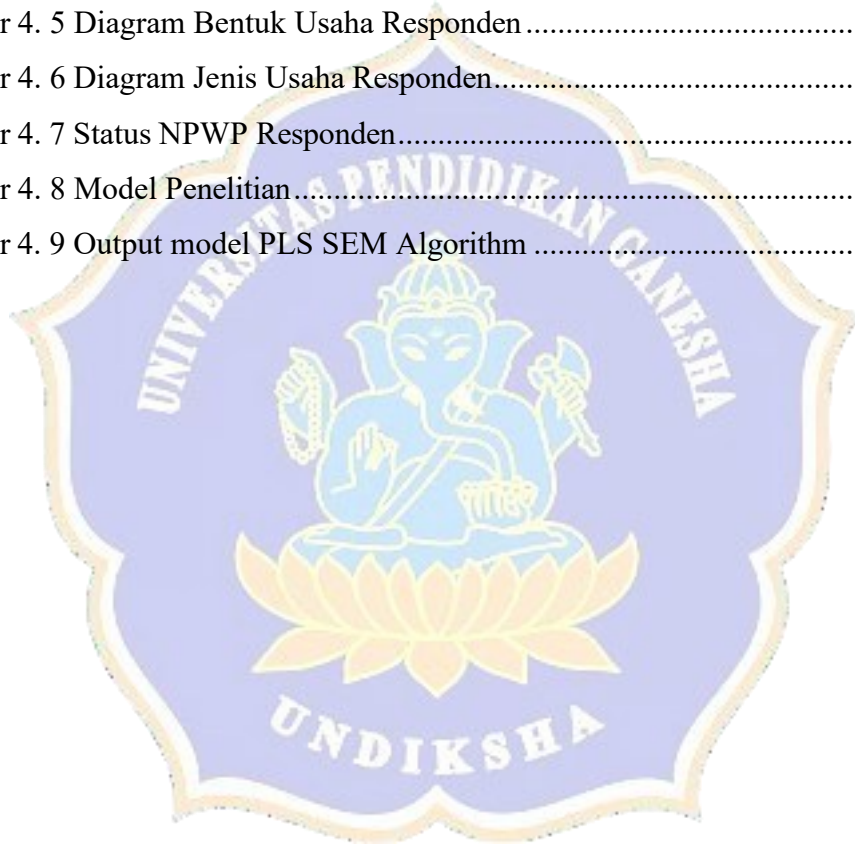 r 4. 5 Diagram Bentuk Usaha Responden.......................................
r 4. 6 Diagram Jenis Usaha Responden...........................................
r 4. 7 Status NPWP Responden.......................................................
r 4. 8 Model Penelitian...................................................................
r 4. 9 Output model PLS SEM Algorithm .......................................
UNIVERSITAS PENDIDIKAN GANESHA
UNDIKSHA